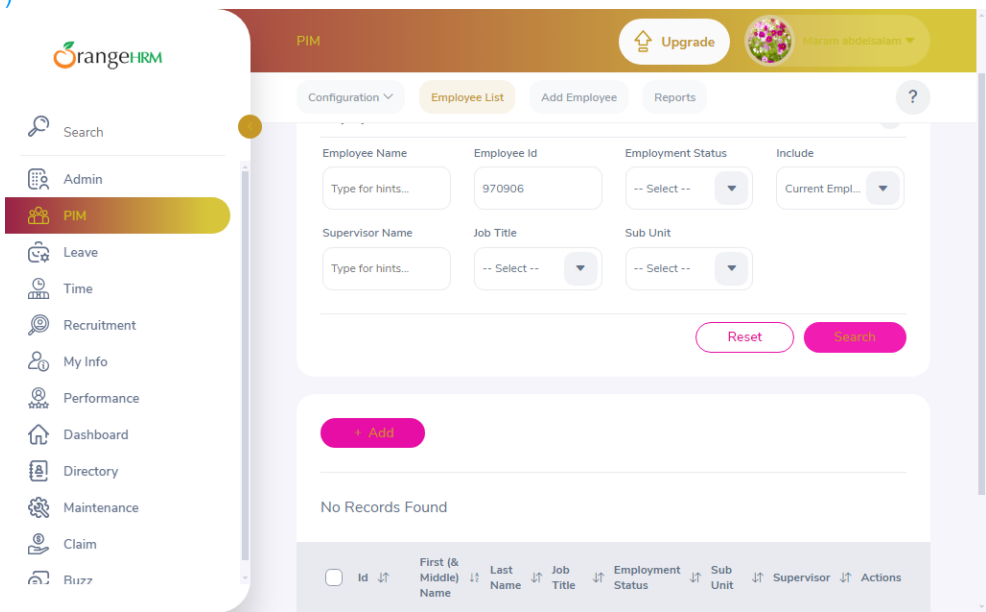 )
OrangeHRM
Search
Admin
PIM
Leave
Time
Recruitment
My Info
Performance
Dashboard
Directory
Maintenance
Claim
Buzz
PIM
Upgrade
Maram abdelsalam
Configuration
Employee List
Add Employee
Reports
?
Employee Name
Employee Id
Employment Status
Include
Type for hints...
970906
-- Select --
Current Empl...
Supervisor Name
Job Title
Sub Unit
Type for hints...
-- Select --
-- Select --
Reset
Search
+ Add
No Records Found
Id
First (& Middle) Name
Last Name
Job Title
Employment Status
Sub Unit
Supervisor
Actions